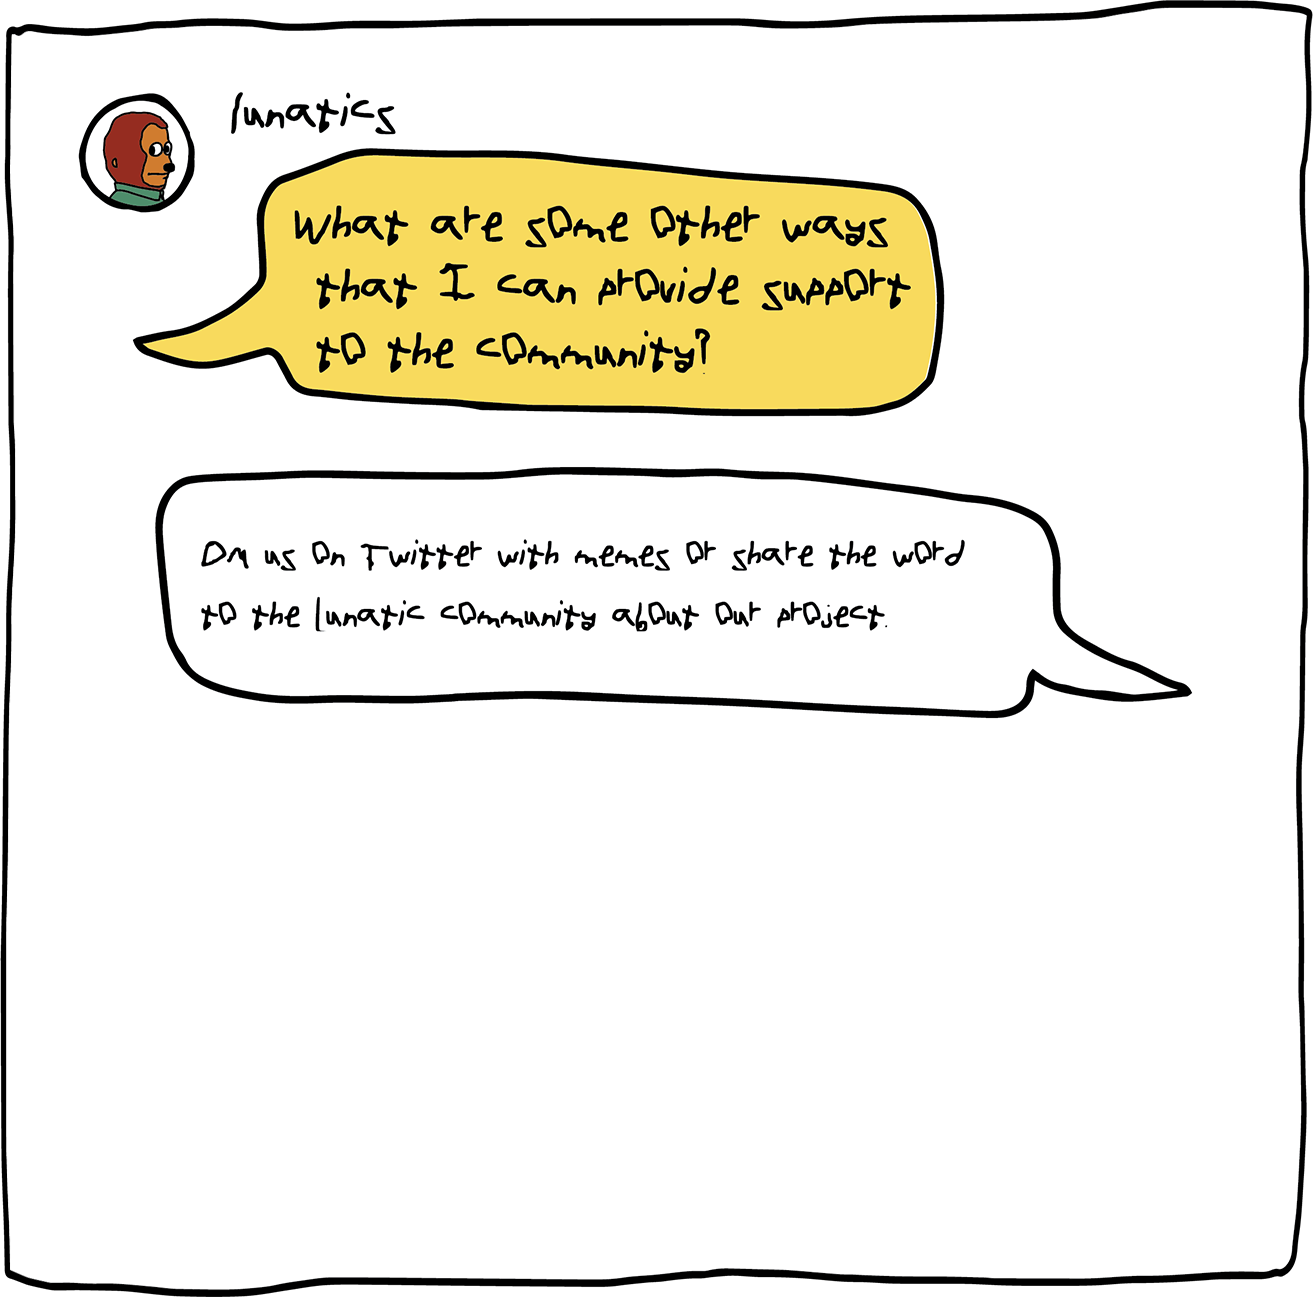 lunatics
What are some other ways
that I can provide support
to the community?
DM us on Twitter with memes or share the word
to the lunatic community about our project.